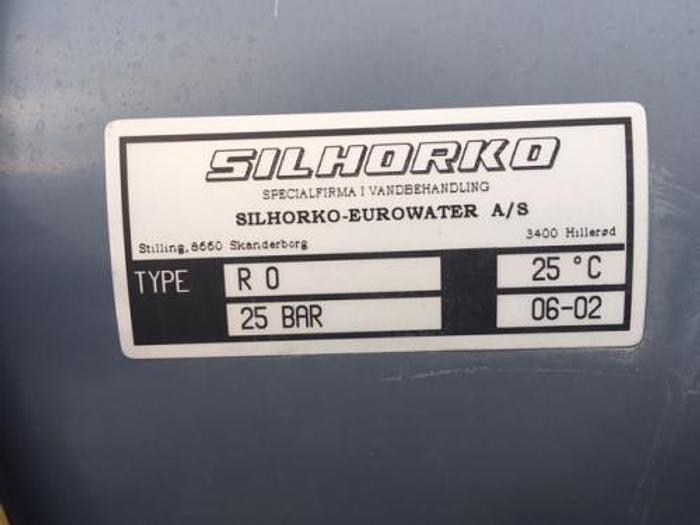 SILHORKO
SPECIALFIRMA I VANDBEHANDLING
SILHORKO-EUROWATER A/S
Stilling, 8660 Skanderborg 3400 Hillerød
TYPE R O 25 °C
25 BAR 06-02